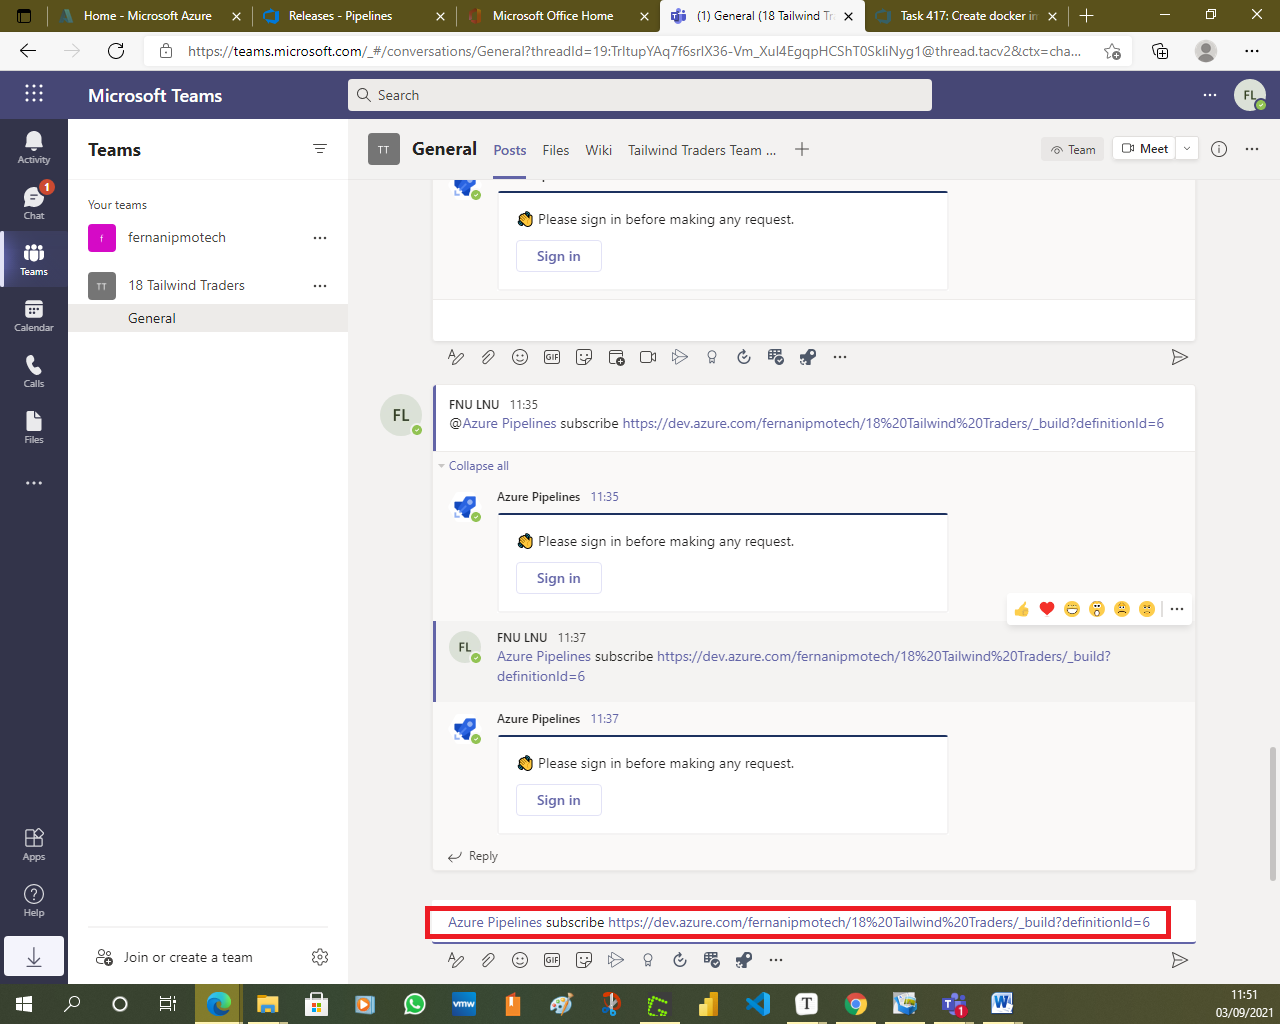 Home - Microsoft Azure
Releases - Pipelines
Microsoft Office Home
(1) General (18 Tailwind Tr
Task 417: Create docker in
https://teams.microsoft.com/_#/conversations/General?threadId=19:TrItupYAq7f6srIX36-Vm_XuI4EgqpHCShT0SkIiNyg1@thread.tacv2&ctx=cha...
Microsoft Teams
Search
FL
Activity
1
Chat
Teams
Calendar
Calls
Files
Apps
Help
Teams
Your teams
f
fernanipmotech
TT
18 Tailwind Traders
General
Join or create a team
TT
General
Posts
Files
Wiki
Tailwind Traders Team ...
Team
Meet
Please sign in before making any request.
Sign in
GIF
FL
FNU LNU 11:35
@Azure Pipelines subscribe https://dev.azure.com/fernanipmotech/18%20Tailwind%20Traders/_build?definitionId=6
Collapse all
Azure Pipelines 11:35
Please sign in before making any request.
Sign in
FL
FNU LNU 11:37
Azure Pipelines subscribe https://dev.azure.com/fernanipmotech/18%20Tailwind%20Traders/_build?
definitionId=6
Azure Pipelines 11:37
Please sign in before making any request.
Sign in
Reply
Azure Pipelines subscribe https://dev.azure.com/fernanipmotech/18%20Tailwind%20Traders/_build?definitionId=6
GIF
vmw
T
1
W
11:51
03/09/2021